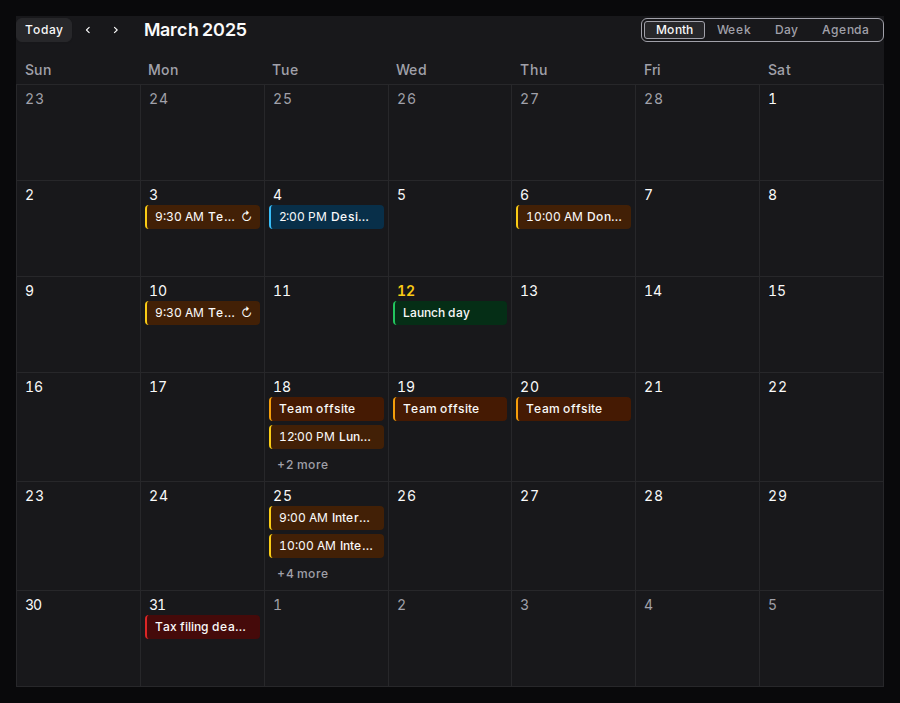 Today ‹ › March 2025 Month Week Day Agenda
Sun Mon Tue Wed Thu Fri Sat
23 24 25 26 27 28 1
2 3 4 5 6 7 8
9:30 AM Te... 2:00 PM Desi... 10:00 AM Don...
9 10 11 12 13 14 15
9:30 AM Te... Launch day
16 17 18 19 20 21 22
Team offsite Team offsite Team offsite
12:00 PM Lun...
+2 more
23 24 25 26 27 28 29
9:00 AM Inter...
10:00 AM Inte...
+4 more
30 31 1 2 3 4 5
Tax filing dea...